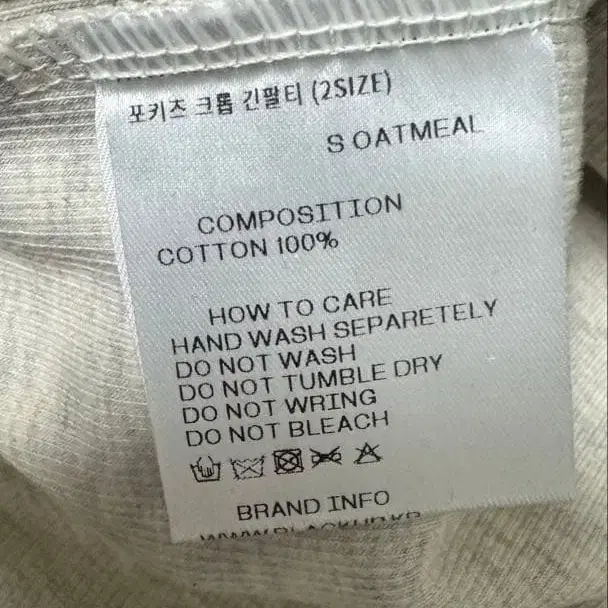 포키츠 크롭 긴팔티 (2SIZE)
S OATMEAL
COMPOSITION
COTTON 100%
HOW TO CARE
HAND WASH SEPARETELY
DO NOT WASH
DO NOT TUMBLE DRY
DO NOT WRING
DO NOT BLEACH
BRAND INFO